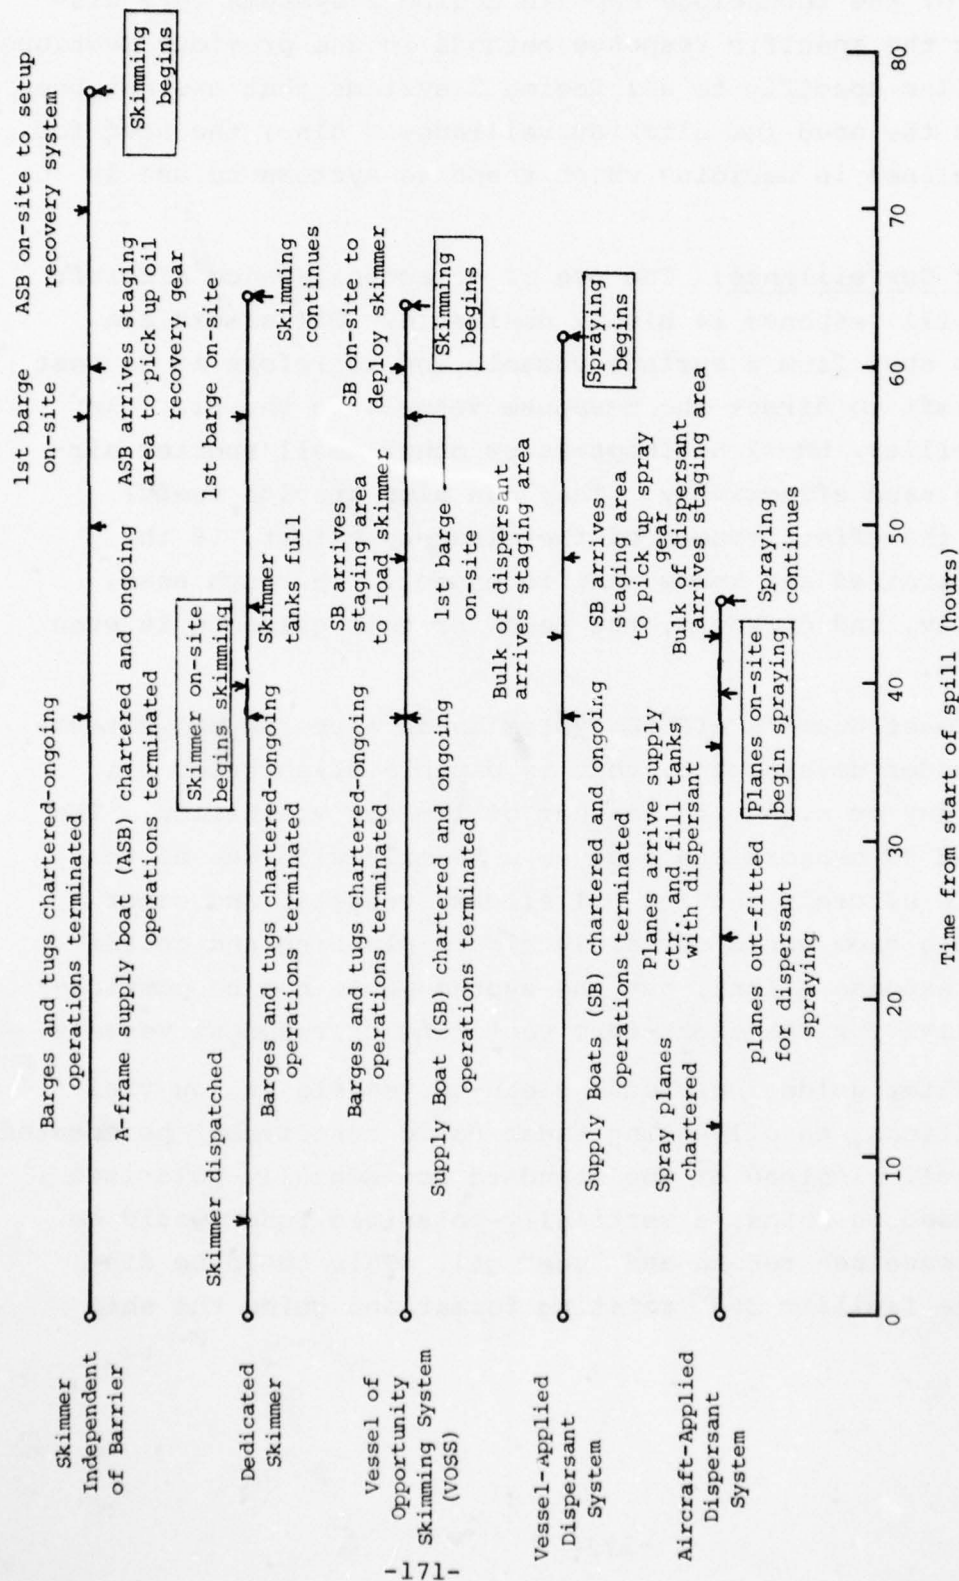 Skimmer
Independent
of Barrier
Barges and tugs chartered-ongoing
operations terminated
A-frame supply boat (ASB) chartered and ongoing
operations terminated
1st barge
on-site
ASB arrives staging
area to pick up oil
recovery gear
ASB on-site to setup
recovery system
Skimming
begins
Dedicated
Skimmer
Skimmer dispatched
Barges and tugs chartered-ongoing
operations terminated
Skimmer on-site
begins skimming
Skimmer
tanks full
1st barge on-site
Skimming
continues
Vessel of
Opportunity
Skimming System
(VOSS)
Barges and tugs chartered-ongoing
operations terminated
Supply Boat (SB) chartered and ongoing
operations terminated
SB arrives
staging area
to load skimmer
1st barge
on-site
SB on-site to
deploy skimmer
Skimming
begins
Vessel-Applied
Dispersant
System
Supply Boats (SB) chartered and ongoing
operations terminated
Bulk of dispersant
arrives staging area
SB arrives
staging area
to pick up spray
gear
Spraying
begins
Aircraft-Applied
Dispersant
System
Spray planes
chartered
planes out-fitted
for dispersant
spraying
Planes arrive supply
ctr. and fill tanks
with dispersant
Planes on-site
begin spraying
Bulk of dispersant
arrives staging area
Spraying
continues
0 10 20 30 40 50 60 70 80
Time from start of spill (hours)
-171-